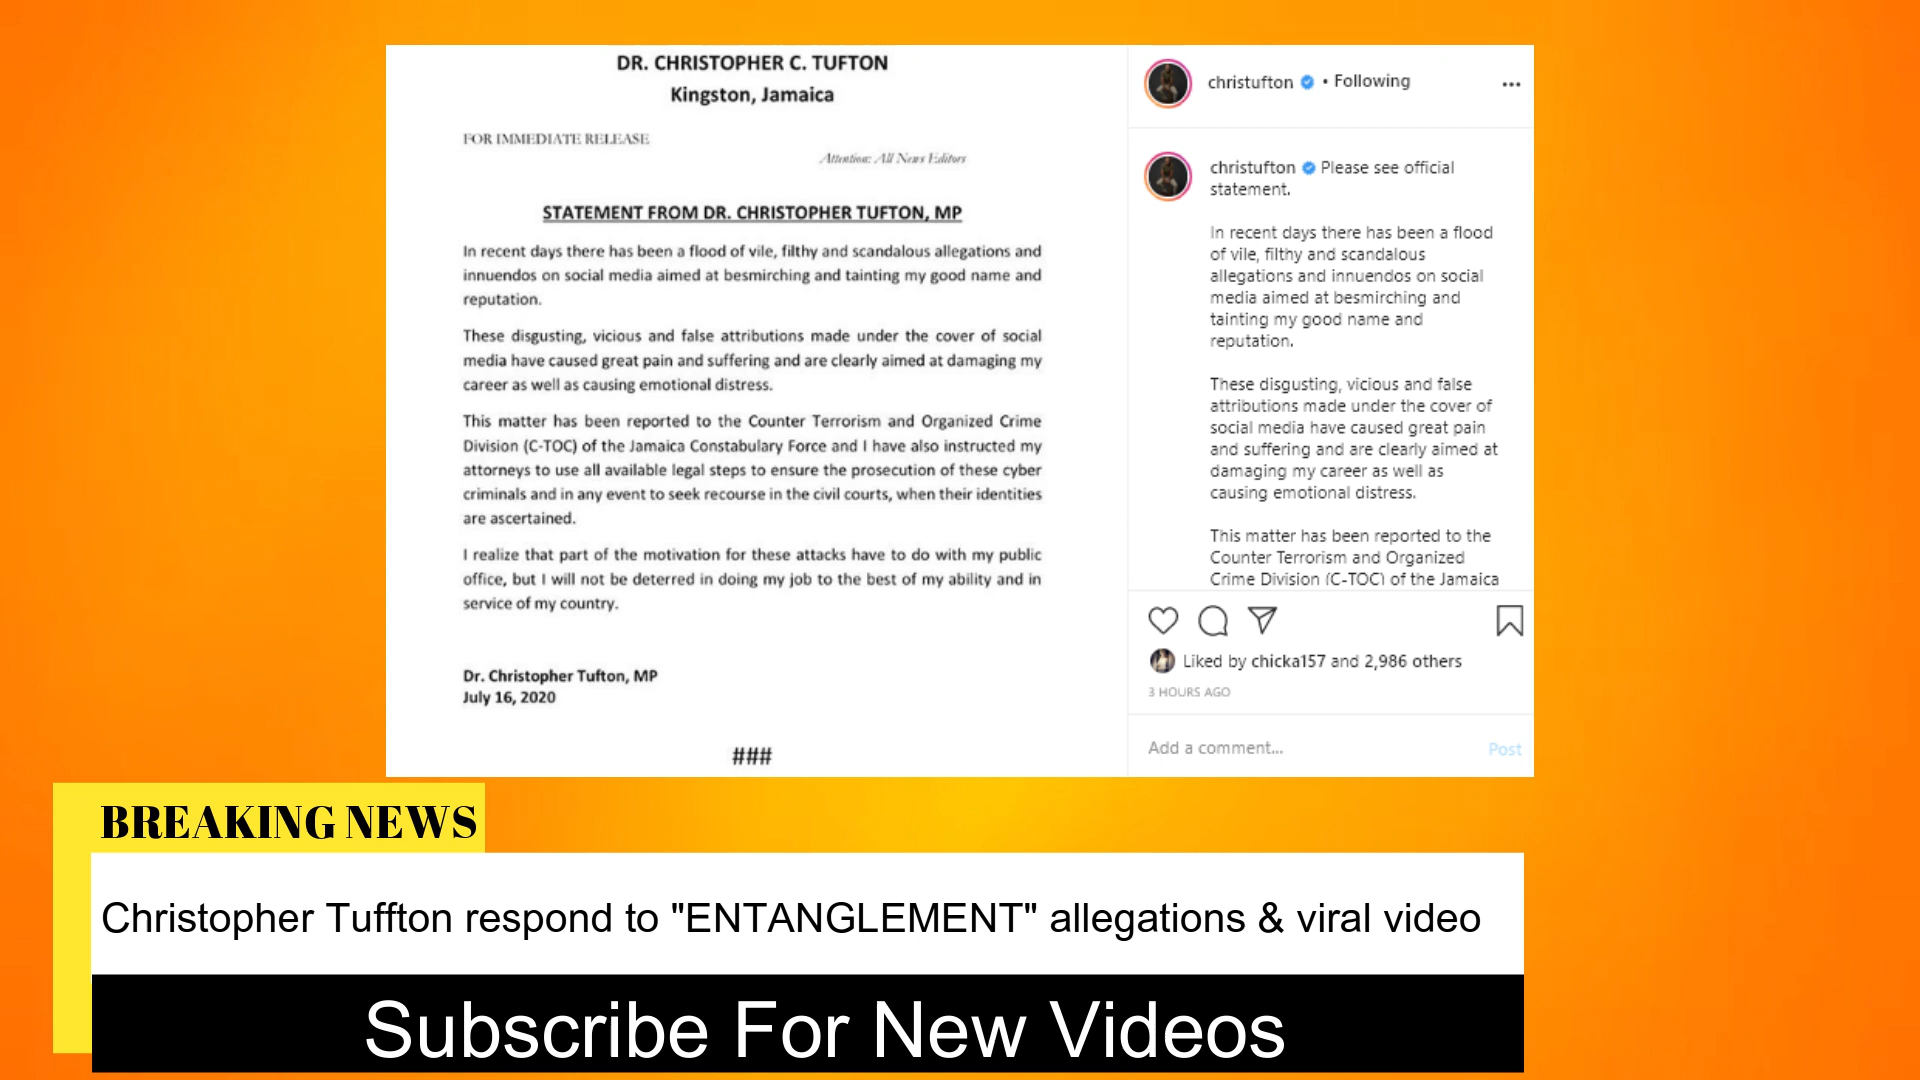 DR. CHRISTOPHER C. TUFTON
Kingston, Jamaica
FOR IMMEDIATE RELEASE
Attention: All News Editors
STATEMENT FROM DR. CHRISTOPHER TUFTON, MP
In recent days there has been a flood of vile, filthy and scandalous allegations and
innuendos on social media aimed at besmirching and tainting my good name and
reputation.
These disgusting, vicious and false attributions made under the cover of social
media have caused great pain and suffering and are clearly aimed at damaging my
career as well as causing emotional distress.
This matter has been reported to the Counter Terrorism and Organized Crime
Division (C-TOC) of the Jamaica Constabulary Force and I have also instructed my
attorneys to use all available legal steps to ensure the prosecution of these cyber
criminals and in any event to seek recourse in the civil courts, when their identities
are ascertained.
I realize that part of the motivation for these attacks have to do with my public
office, but I will not be deterred in doing my job to the best of my ability and in
service of my country.
Dr. Christopher Tufton, MP
July 16, 2020
###
christufton • Following
christufton Please see official
statement.
In recent days there has been a flood
of vile, filthy and scandalous
allegations and innuendos on social
media aimed at besmirching and
tainting my good name and
reputation.
These disgusting, vicious and false
attributions made under the cover of
social media have caused great pain
and suffering and are clearly aimed at
damaging my career as well as
causing emotional distress.
This matter has been reported to the
Counter Terrorism and Organized
Crime Division (C-TOC) of the Jamaica
Liked by chicka157 and 2,986 others
3 HOURS AGO
Add a comment...
Post
BREAKING NEWS
Christopher Tuffton respond to "ENTANGLEMENT" allegations & viral video
Subscribe For New Videos